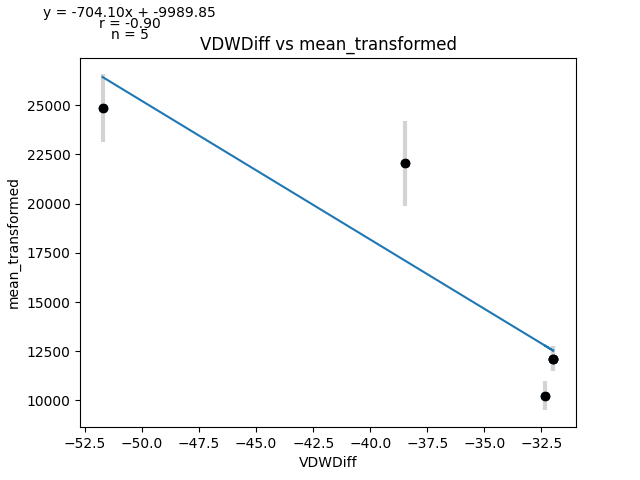 y = -704.10x + -9989.85
r = -0.90
n = 5
VDWDiff vs mean_transformed
25000
22500
20000
17500
15000
12500
10000
mean_transformed
−52.5 −50.0 −47.5 −45.0 −42.5 −40.0 −37.5 −35.0 −32.5
VDWDiff